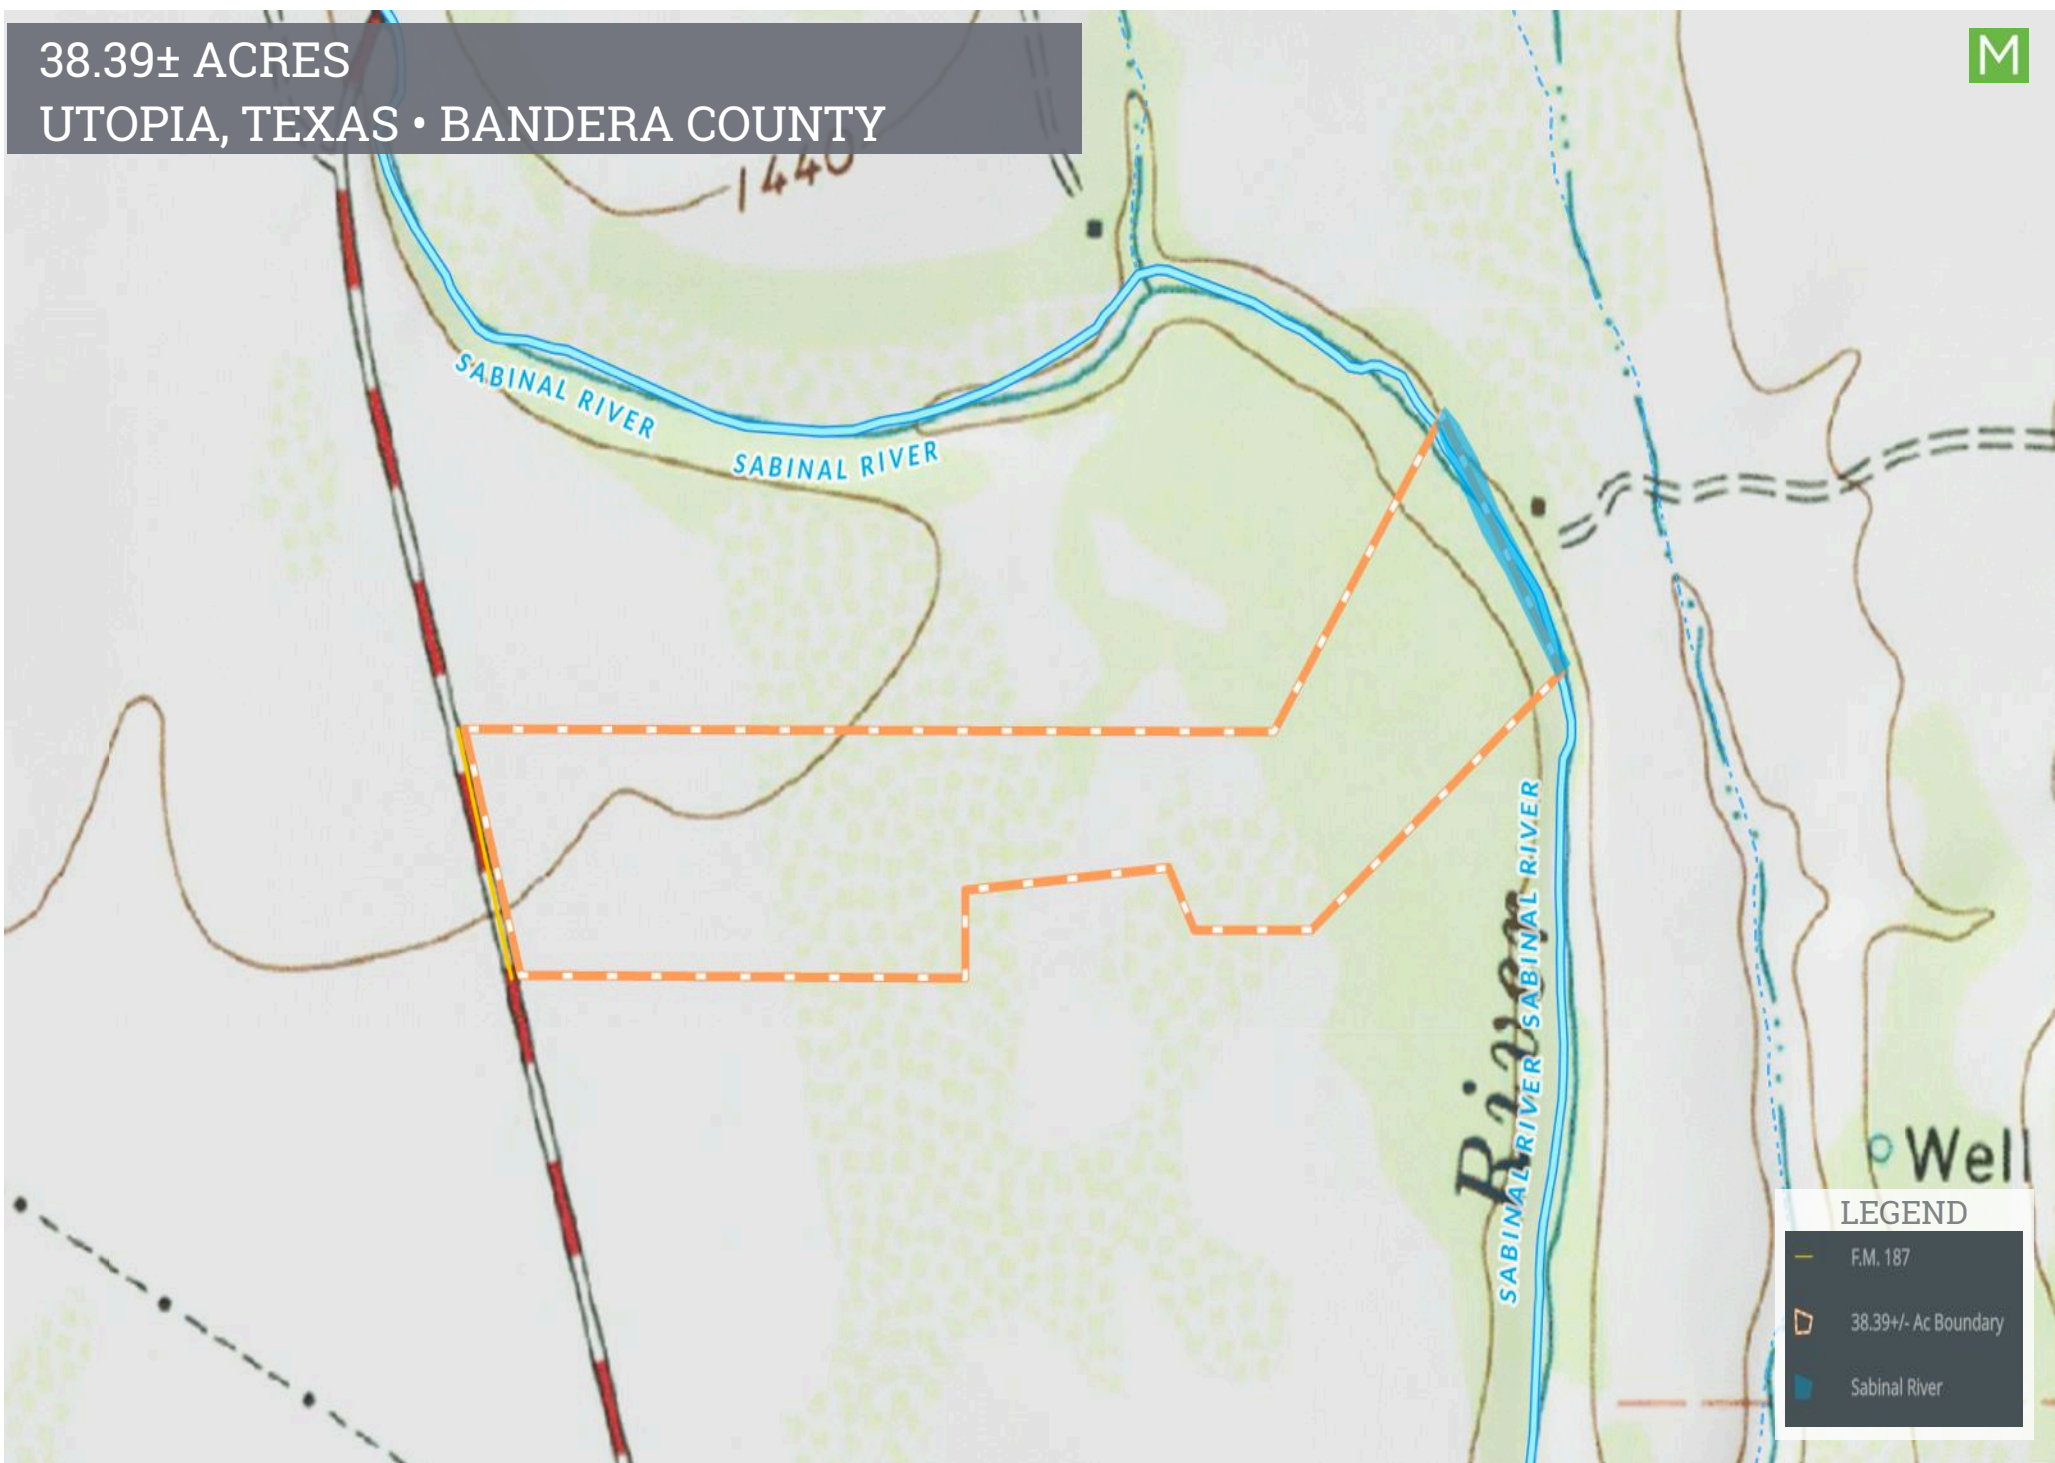 38.39± ACRES
UTOPIA, TEXAS • BANDERA COUNTY
M
1440
SABINAL RIVER
SABINAL RIVER
SABINAL RIVER
River
SABINAL RIVER
Well
LEGEND
F.M. 187
38.39+/- Ac Boundary
Sabinal River